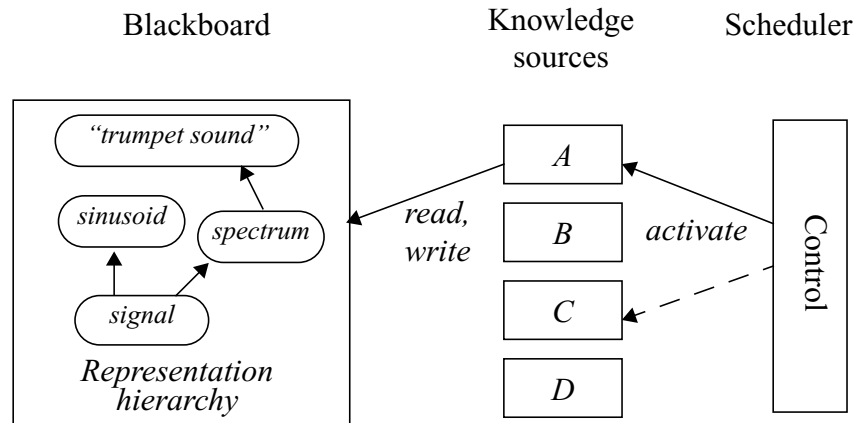 Blackboard
Knowledge
sources
Scheduler
“trumpet sound”
sinusoid
spectrum
signal
Representation
hierarchy
read,
write
A
B
C
D
activate
Control